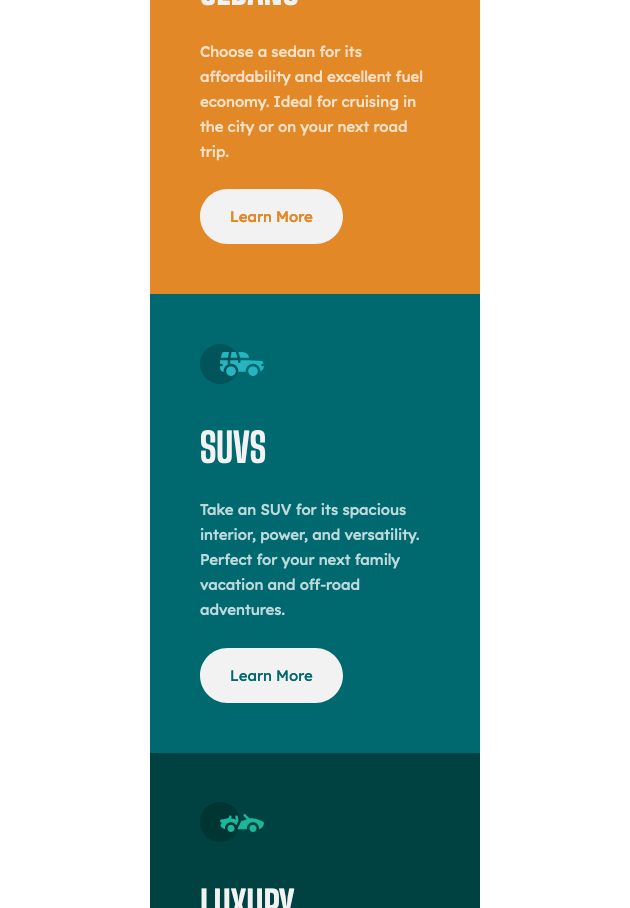 SEDANS
Choose a sedan for its
affordability and excellent fuel
economy. Ideal for cruising in
the city or on your next road
trip.
Learn More
SUVS
Take an SUV for its spacious
interior, power, and versatility.
Perfect for your next family
vacation and off-road
adventures.
Learn More
LUXURY